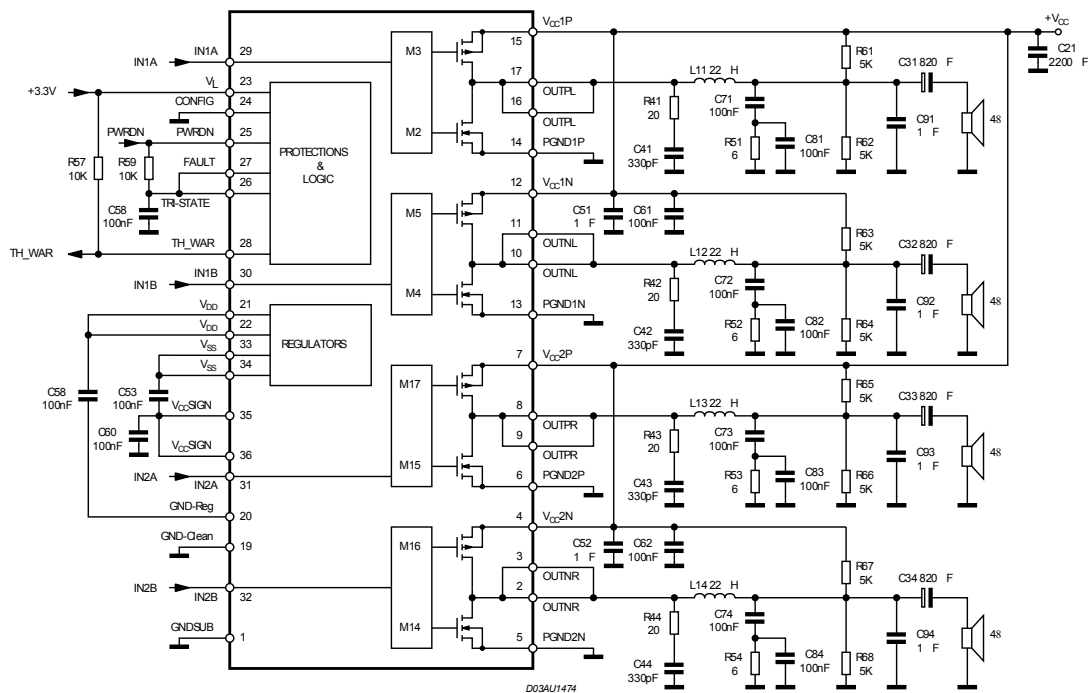 IN1A
29
+3.3V
VL
23
CONFIG
24
PWRDN
PWRDN
25
FAULT
27
26
R57
10K
R59
10K
C58
100nF
TRI-STATE
TH_WAR
TH_WAR
28
IN1B
30
VDD
21
VDD
22
VSS
33
VSS
34
C58
100nF
C53
100nF
VCCSIGN
35
C60
100nF
VCCSIGN
36
IN2A
IN2A
31
GND-Reg
20
GND-Clean
19
IN2B
IN2B
32
GNDSUB
1
PROTECTIONS
&
LOGIC
REGULATORS
M3
M2
M5
M4
M17
M15
M16
M14
VCC1P
15
17
OUTPL
16
OUTPL
14
PGND1P
12
VCC1N
11
OUTNL
10
OUTNL
13
PGND1N
7
VCC2P
8
OUTPR
9
OUTPR
6
PGND2P
4
VCC2N
3
OUTNR
2
OUTNR
5
PGND2N
+VCC
C21
2200 F
L11 22 H
R41
20
C41
330pF
C71
100nF
R51
6
C81
100nF
R61
5K
R62
5K
C31 820 F
C91
1 F
48
C51
1 F
C61
100nF
L12 22 H
R42
20
C42
330pF
C72
100nF
R52
6
C82
100nF
R63
5K
R64
5K
C32 820 F
C92
1 F
48
L13 22 H
R43
20
C43
330pF
C73
100nF
R53
6
C83
100nF
R65
5K
R66
5K
C33 820 F
C93
1 F
48
C52
1 F
C62
100nF
L14 22 H
R44
20
C44
330pF
C74
100nF
R54
6
C84
100nF
R67
5K
R68
5K
C34 820 F
C94
1 F
48
D03AU1474